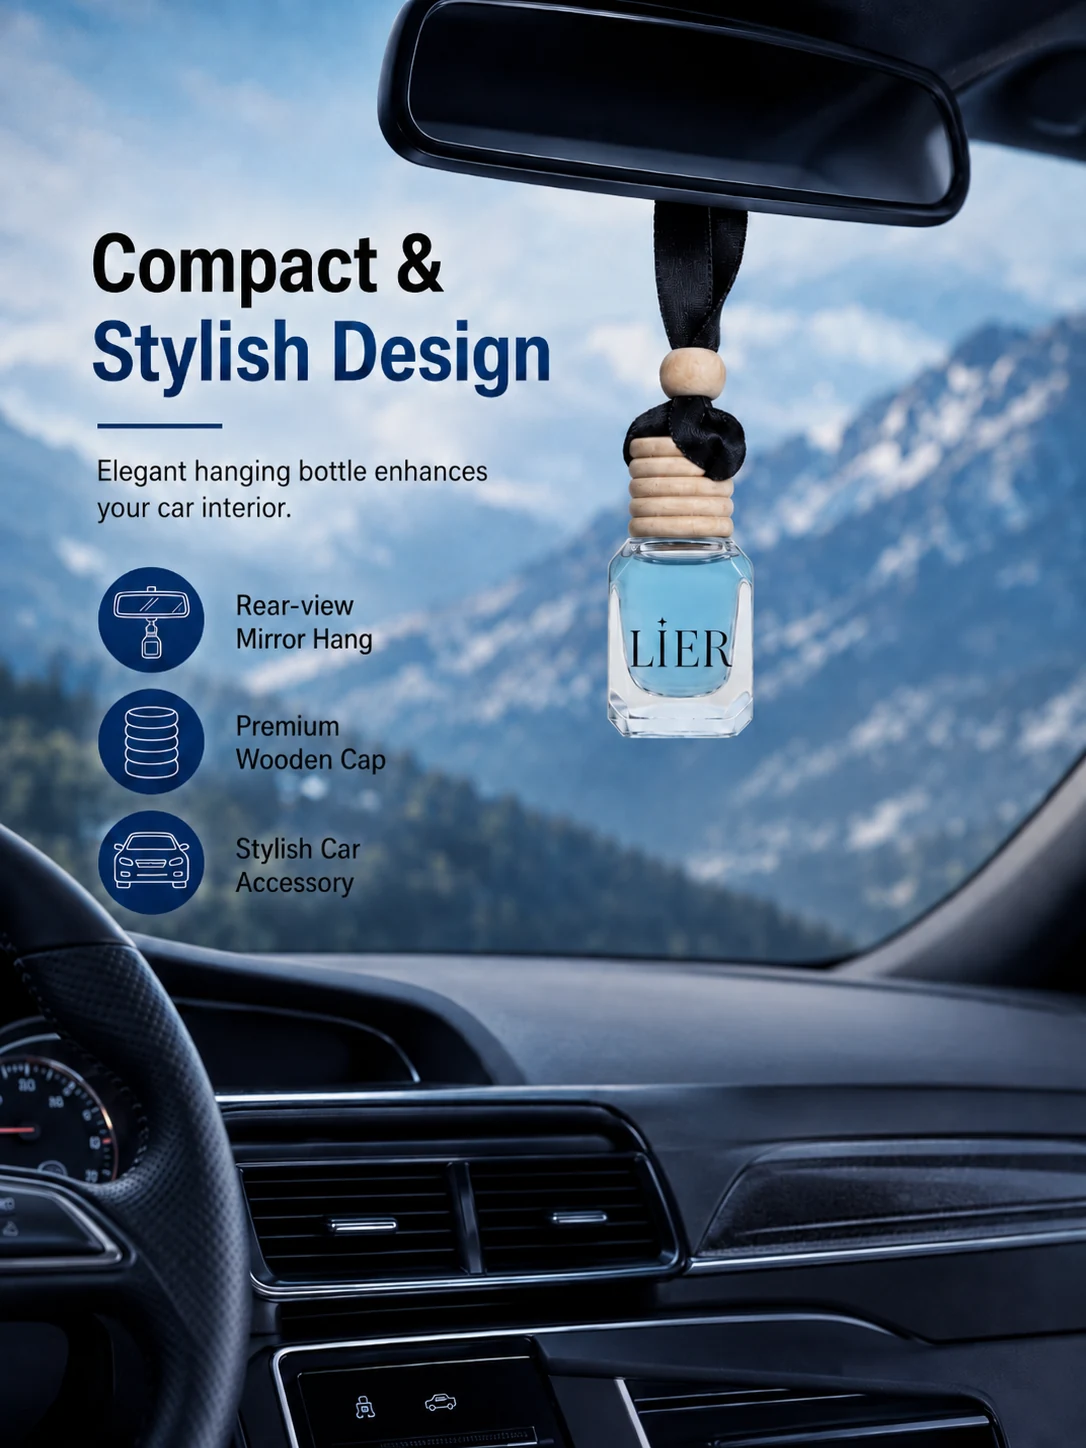 Compact &
Stylish Design
Elegant hanging bottle enhances
your car interior.
Rear-view
Mirror Hang
Premium
Wooden Cap
Stylish Car
Accessory
LIER